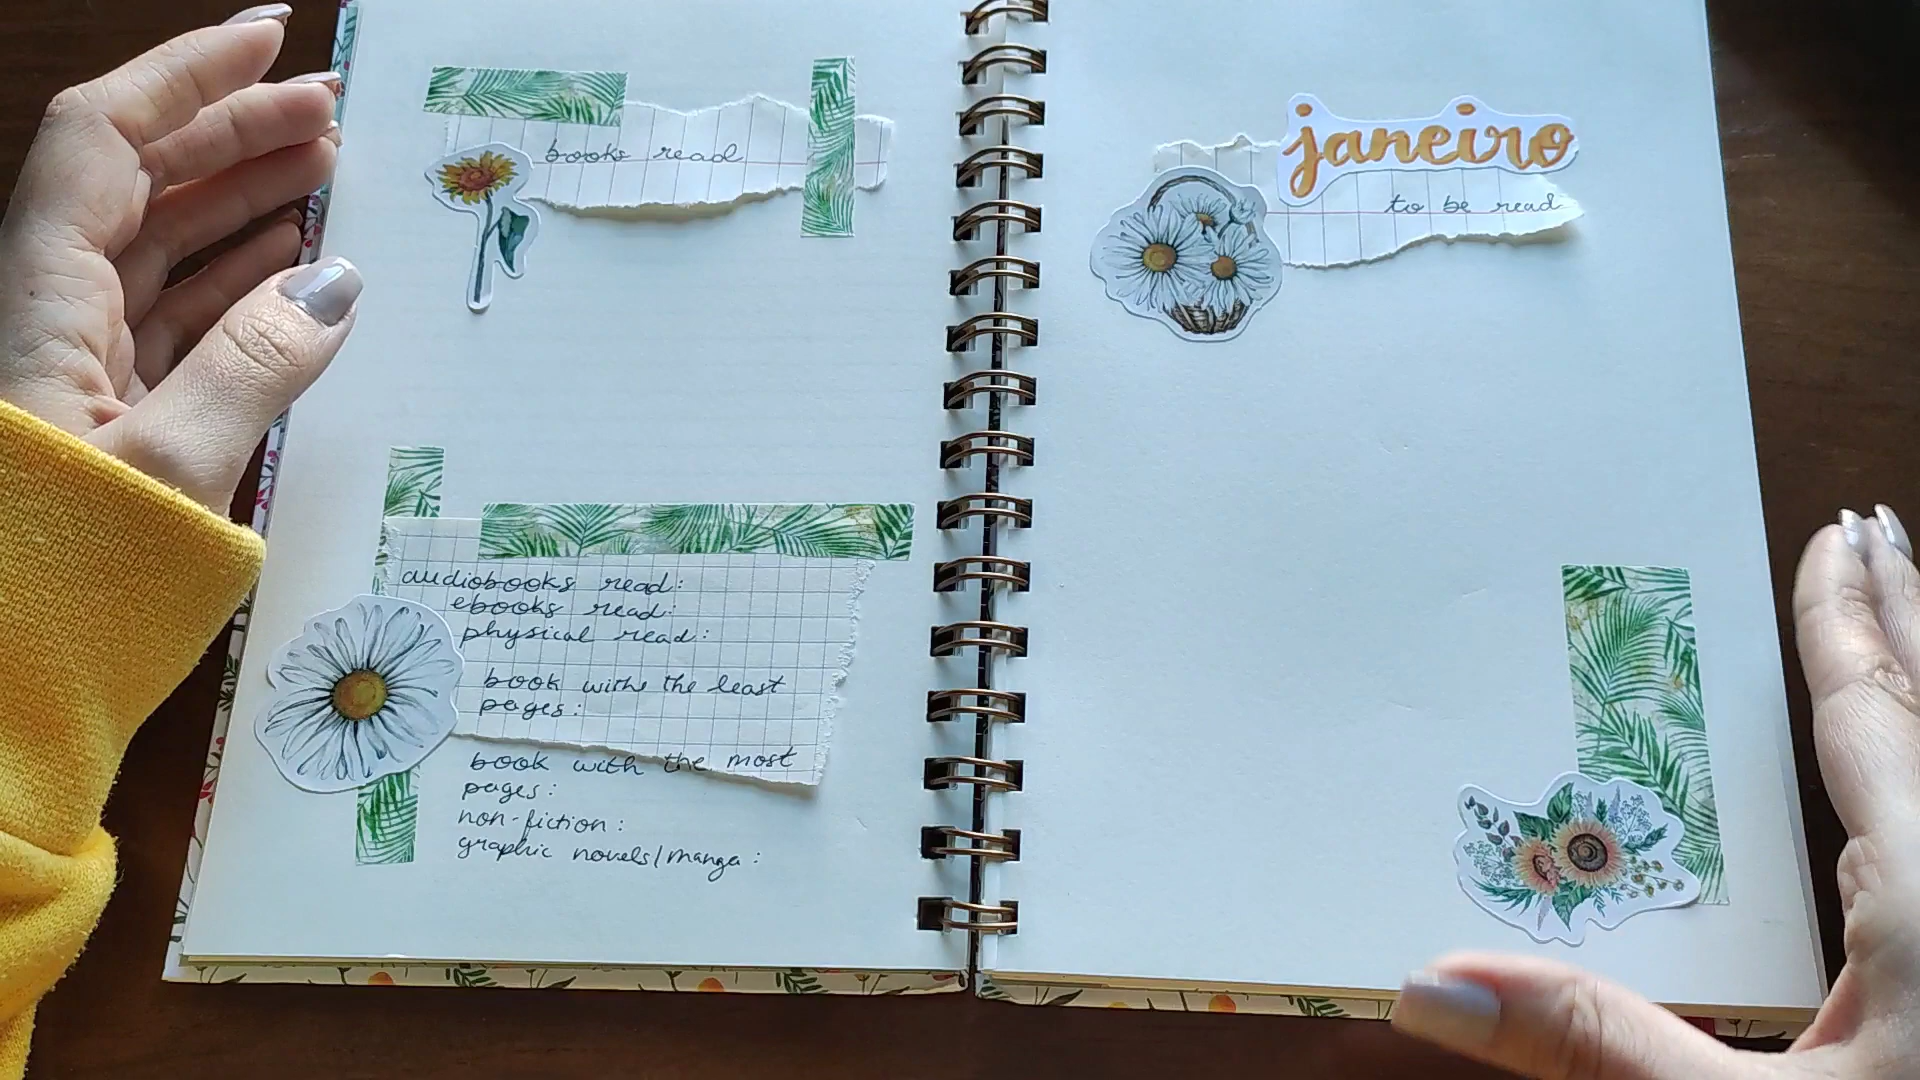 books read
audiobooks read:
ebooks read:
physical read:
book with the least
pages:
book with the most
pages:
non-fiction:
graphic novels/manga:
janeiro
to be read